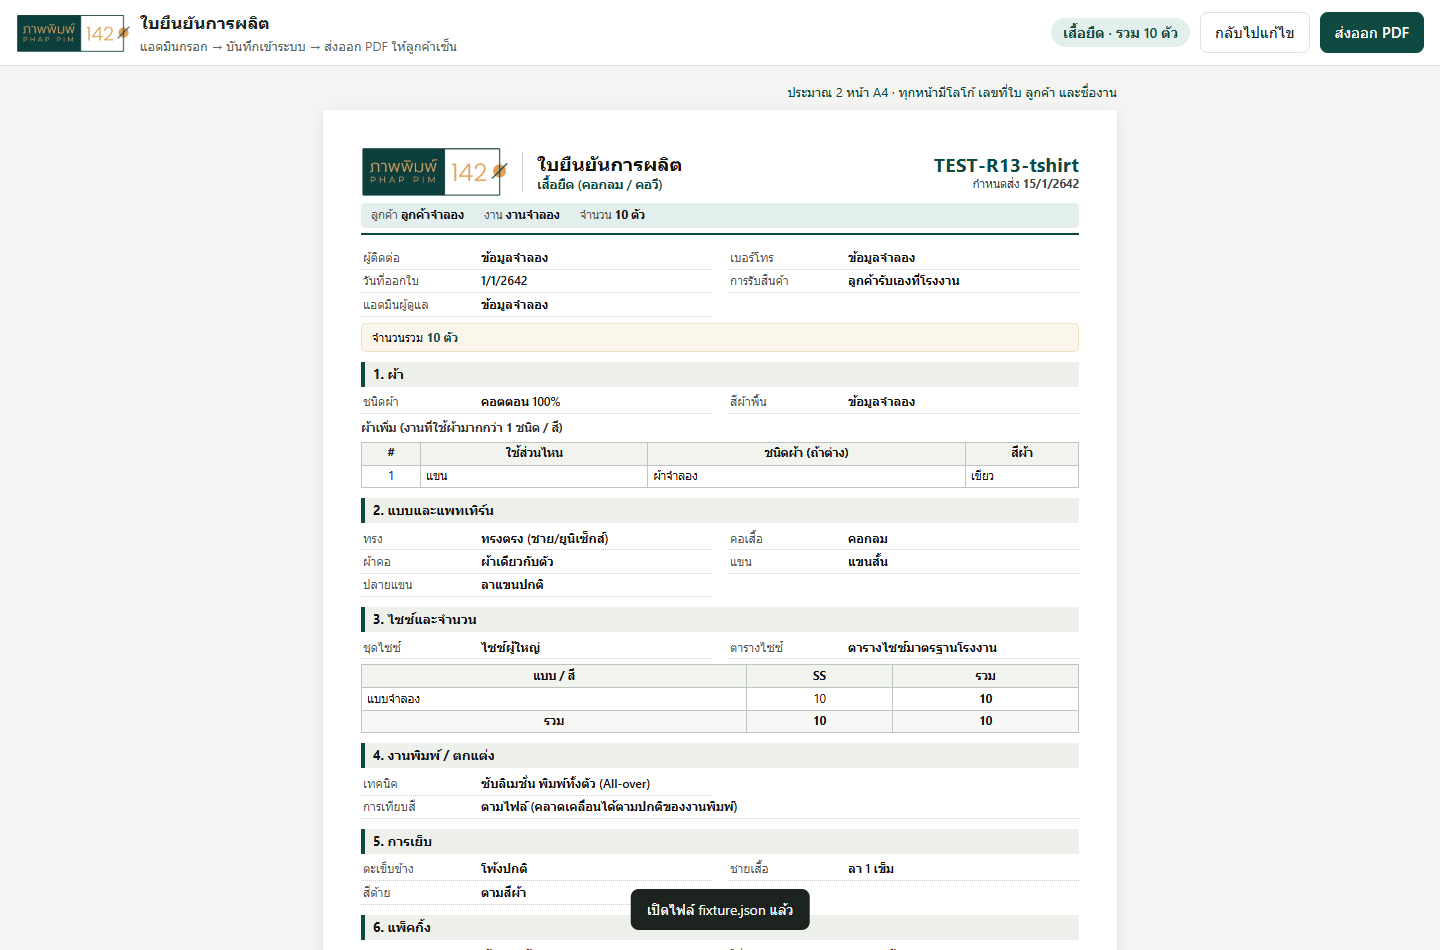 ภาพพิมพ์
PHAP PIM
142
ใบยืนยันการผลิต
แอดมินกรอก → บันทึกเข้าระบบ → ส่งออก PDF ให้ลูกค้าเซ็น
เสื้อยืด · รวม 10 ตัว
กลับไปแก้ไข
ส่งออก PDF
ประมาณ 2 หน้า A4 · ทุกหน้ามีโลโก้ เลขที่ใบ ลูกค้า และชื่องาน
ภาพพิมพ์
PHAP PIM
142
ใบยืนยันการผลิต
เสื้อยืด (คอกลม / คอวี)
TEST-R13-tshirt
กำหนดส่ง 15/1/2642
ลูกค้า ลูกค้าจำลอง งาน งานจำลอง จำนวน 10 ตัว
ผู้ติดต่อ ข้อมูลจำลอง เบอร์โทร ข้อมูลจำลอง
วันที่ออกใบ 1/1/2642 การรับสินค้า ลูกค้ารับเองที่โรงงาน
แอดมินผู้ดูแล ข้อมูลจำลอง
จำนวนรวม 10 ตัว
1. ผ้า
ชนิดผ้า คอตตอน 100% สีผ้าพื้น ข้อมูลจำลอง
ผ้าเพิ่ม (งานที่ใช้ผ้ามากกว่า 1 ชนิด / สี)
# ใช้ส่วนไหน ชนิดผ้า (ถ้าต่าง) สีผ้า
1 แขน ผ้าจำลอง เขียว
2. แบบและแพทเทิร์น
ทรง ทรงตรง (ชาย/ยูนิเซ็กส์) คอเสื้อ คอกลม
ผ้าคอ ผ้าเดียวกับตัว แขน แขนสั้น
ปลายแขน ลาแขนปกติ
3. ไซซ์และจำนวน
ชุดไซซ์ ไซซ์ผู้ใหญ่ ตารางไซซ์ ตารางไซซ์มาตรฐานโรงงาน
แบบ / สี SS รวม
แบบจำลอง 10 10
รวม 10 10
4. งานพิมพ์ / ตกแต่ง
เทคนิค ซับลิเมชั่น พิมพ์ทั้งตัว (All-over)
การเทียบสี ตามไฟล์ (คลาดเคลื่อนได้ตามปกติของงานพิมพ์)
5. การเย็บ
ตะเข็บข้าง โพ้งปกติ ชายเสื้อ ลา 1 เข็ม
สีด้าย ตามสีผ้า
เปิดไฟล์ fixture.json แล้ว
6. แพ็คกิ้ง